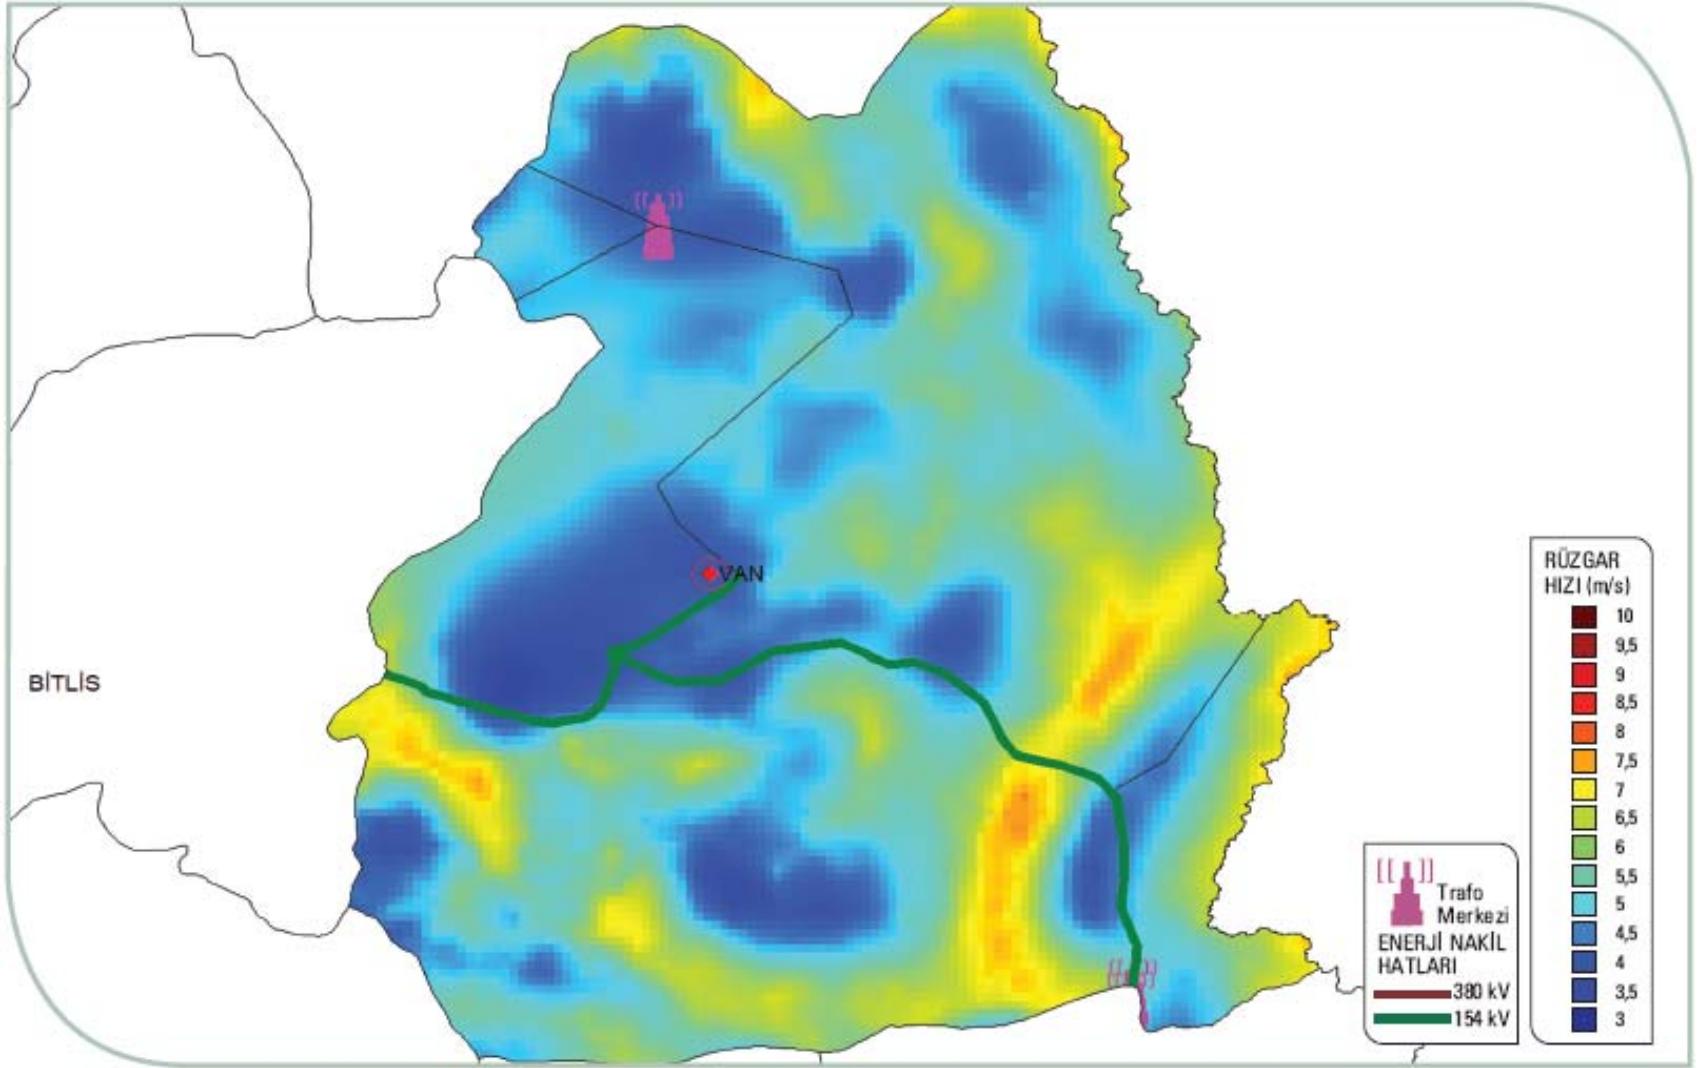 VAN
BİTLİS
RÜZGAR
HIZI (m/s)
10
9,5
9
8,5
8
7,5
7
6,5
6
5,5
5
4,5
4
3,5
3
Trafo
Merkezi
ENERJİ NAKİL
HATLARI
380 kV
154 kV